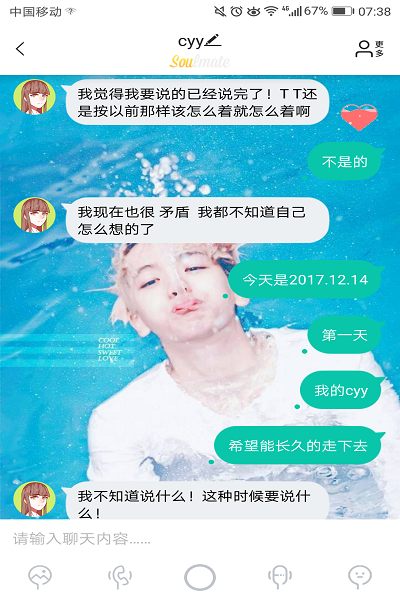 中国移动
4G 67% 07:38
cyy
Soulmate
更多
我觉得我要说的已经说完了！T T还
是按以前那样该怎么着就怎么着啊
不是的
我现在也很 矛盾  我都不知道自己
怎么想的了
今天是2017.12.14
第一天
COOL
HOT
SWEET
LOVE
我的cyy
希望能长久的走下去
我不知道说什么！这种时候要说什
么！
请输入聊天内容......